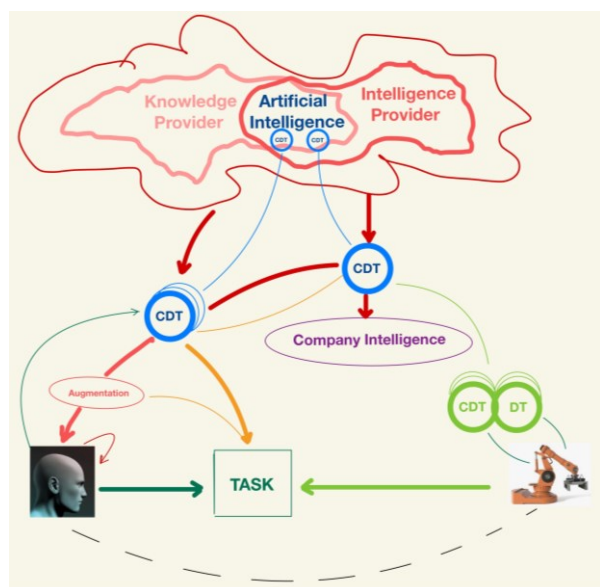 Knowledge
Provider
Artificial
Intelligence
Intelligence
Provider
CDT
CDT
CDT
CDT
Company Intelligence
Augmentation
CDT
DT
TASK